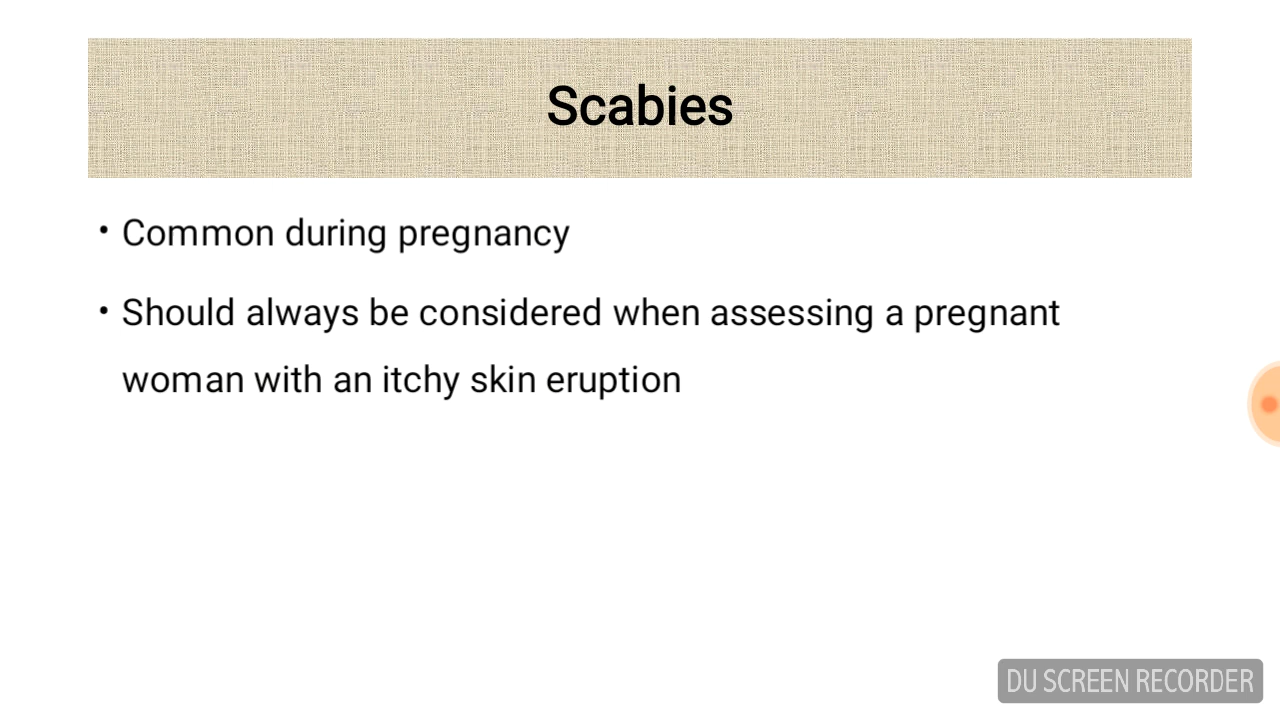 Scabies
• Common during pregnancy
• Should always be considered when assessing a pregnant
woman with an itchy skin eruption
DU SCREEN RECORDER